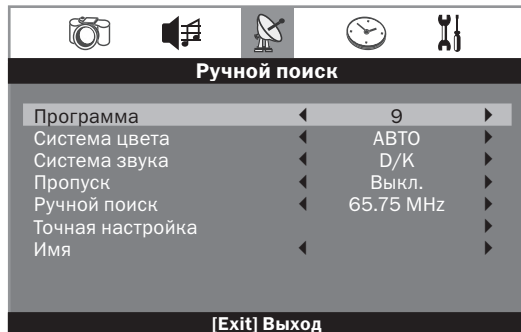 Ручной поиск
Программа 9
Система цвета АВТО
Система звука D/K
Пропуск Выкл.
Ручной поиск 65.75 MHz
Точная настройка
Имя
[Exit] Выход